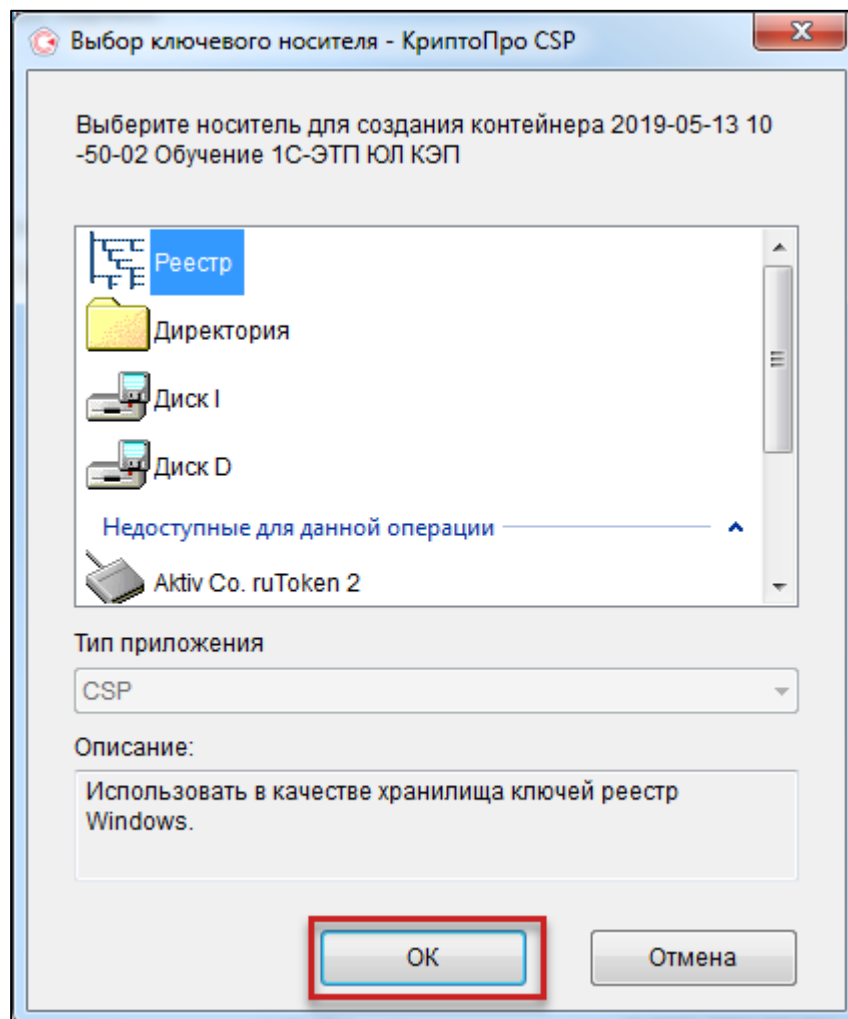 Выбор ключевого носителя - КриптоПро CSP
Выберите носитель для создания контейнера 2019-05-13 10
-50-02 Обучение 1С-ЭТП ЮЛ КЭП
Реестр
Директория
Диск I
Диск D
Недоступные для данной операции
Aktiv Co. ruToken 2
Тип приложения
CSP
Описание:
Использовать в качестве хранилища ключей реестр
Windows.
ОК
Отмена